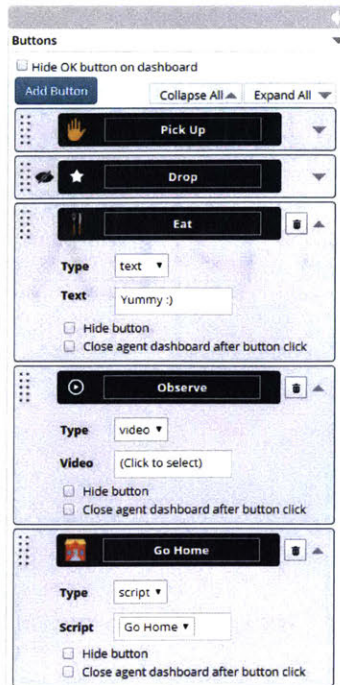 Buttons
Hide OK button on dashboard
Add Button Collapse All Expand All
Pick Up
Drop
Eat
Type text
Text Yummy :)
Hide button
Close agent dashboard after button click
Observe
Type video
Video (Click to select)
Hide button
Close agent dashboard after button click
Go Home
Type script
Script Go Home
Hide button
Close agent dashboard after button click